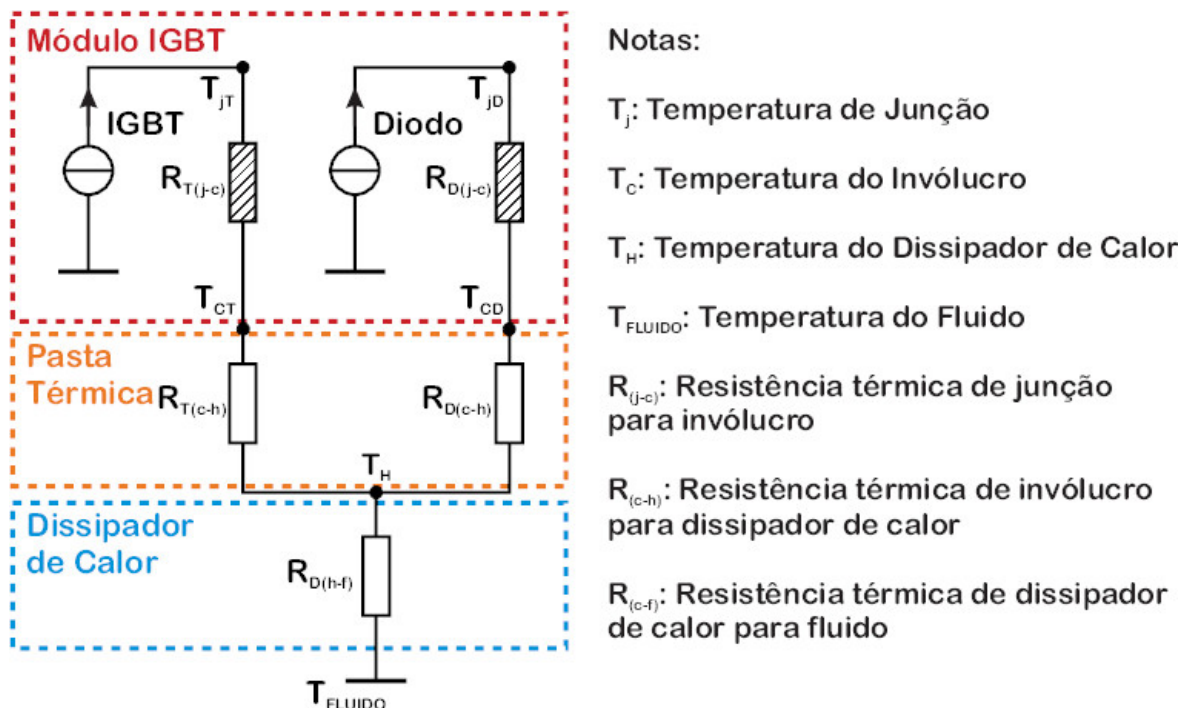 Módulo IGBT
T_jT
IGBT
R_T(j-c)
T_CT
T_jD
Diodo
R_D(j-c)
T_CD
Pasta
Térmica
R_T(c-h)
R_D(c-h)
T_H
Dissipador
de Calor
R_D(h-f)
T_FLUIDO
Notas:
T_j: Temperatura de Junção
T_C: Temperatura do Invólucro
T_H: Temperatura do Dissipador de Calor
T_FLUIDO: Temperatura do Fluido
R_(j-c): Resistência térmica de junção
para invólucro
R_(c-h): Resistência térmica de invólucro
para dissipador de calor
R_(c-f): Resistência térmica de dissipador
de calor para fluido